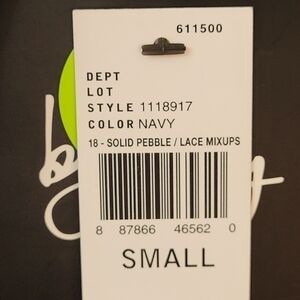 611500
DEPT
LOT
STYLE 1118917
COLOR NAVY
18 - SOLID PEBBLE / LACE MIXUPS
8 87866 46562 0
SMALL